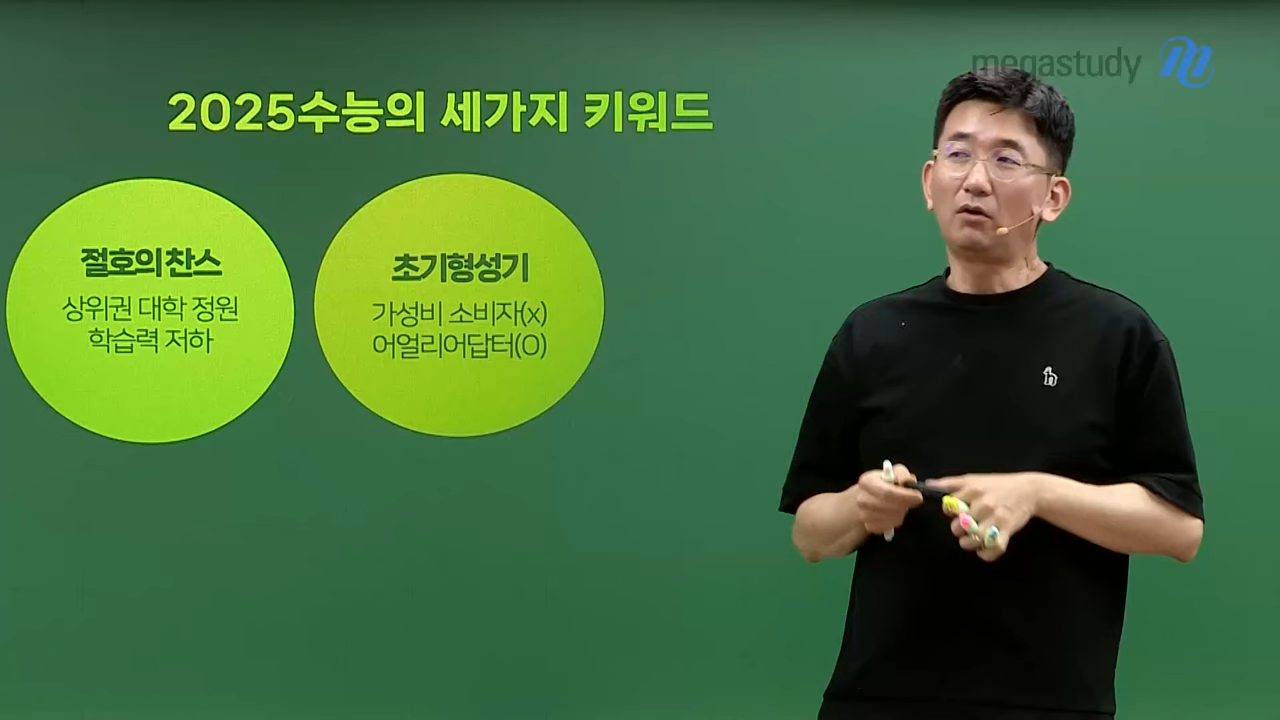 megastudy
2025수능의 세가지 키워드
절호의 찬스
상위권 대학 정원
학습력 저하
초기형성기
가성비 소비자(x)
어얼리어답터(O)
h